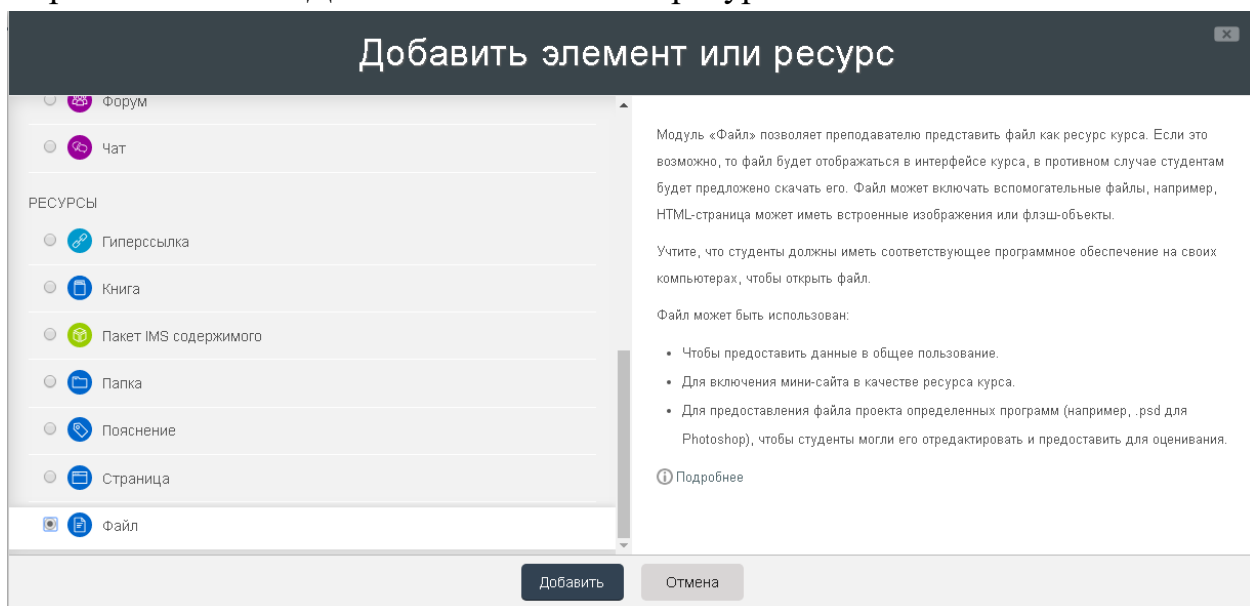 Добавить элемент или ресурс
Форум
Чат
РЕСУРСЫ
Гиперссылка
Книга
Пакет IMS содержимого
Папка
Пояснение
Страница
Файл
Модуль «Файл» позволяет преподавателю представить файл как ресурс курса. Если это
возможно, то файл будет отображаться в интерфейсе курса, в противном случае студентам
будет предложено скачать его. Файл может включать вспомогательные файлы, например,
HTML-страница может иметь встроенные изображения или флэш-объекты.
Учтите, что студенты должны иметь соответствующее программное обеспечение на своих
компьютерах, чтобы открыть файл.
Файл может быть использован:
• Чтобы предоставить данные в общее пользование.
• Для включения мини-сайта в качестве ресурса курса.
• Для предоставления файла проекта определенных программ (например, .psd для
Photoshop), чтобы студенты могли его отредактировать и предоставить для оценивания.
Подробнее
Добавить
Отмена